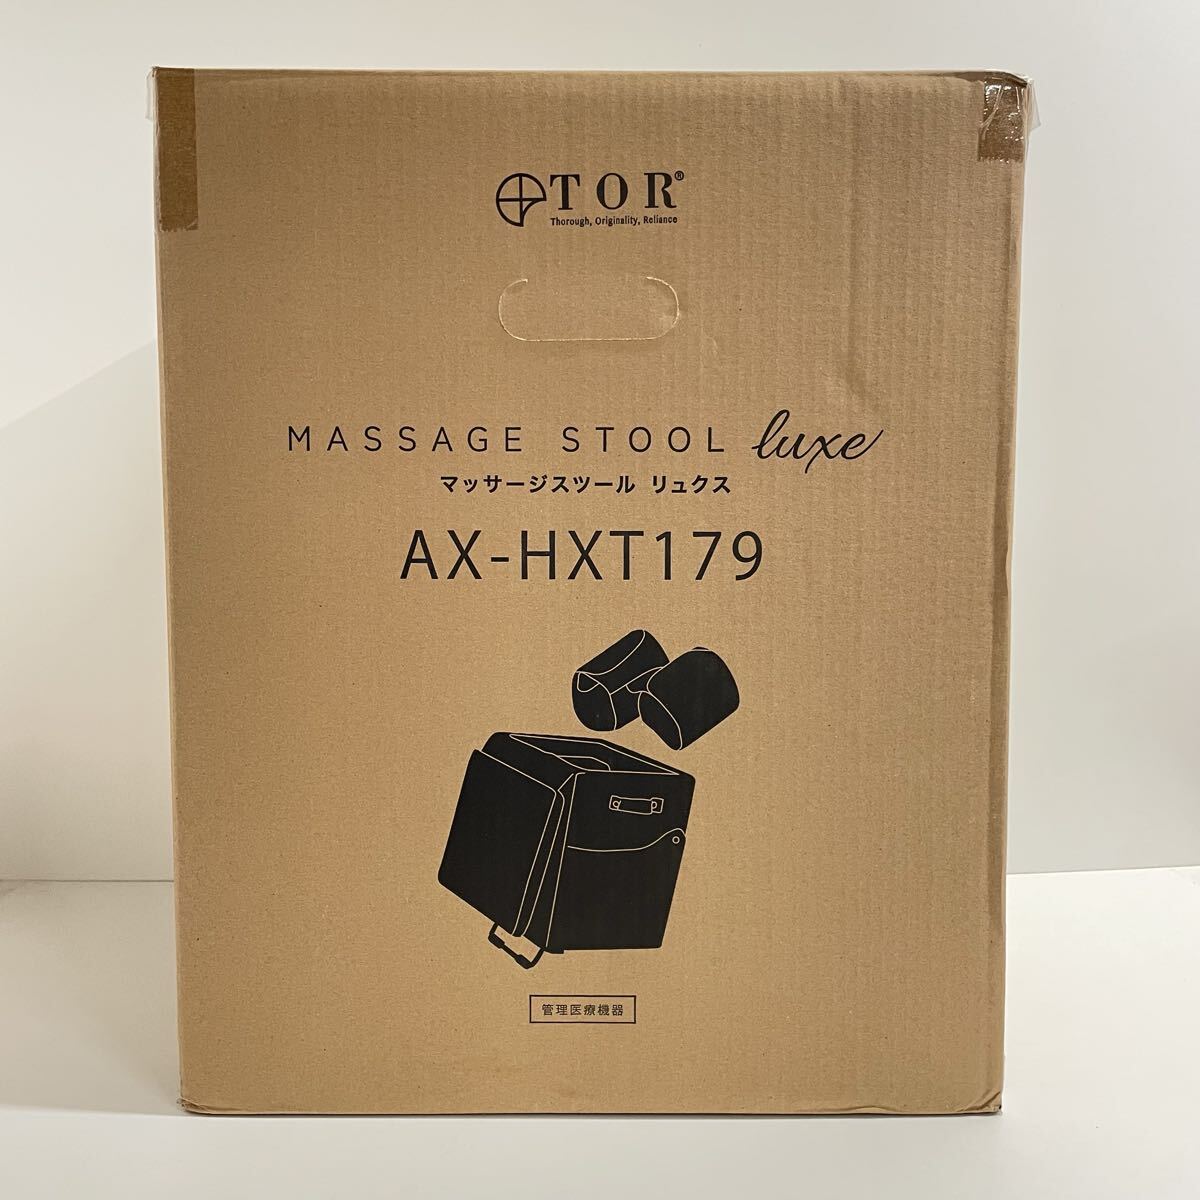 TOR®
Thorough, Originality, Reliance
MASSAGE STOOL luxe
マッサージスツール リュクス
AX-HXT179
管理医療機器